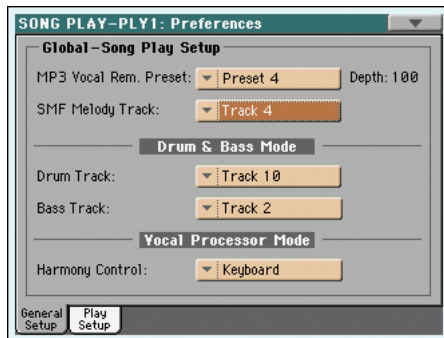 SONG PLAY-PLY1: Preferences
Global-Song Play Setup
MP3 Vocal Rem. Preset: Preset 4 Depth: 100
SMF Melody Track: Track 4
Drum & Bass Mode
Drum Track: Track 10
Bass Track: Track 2
Vocal Processor Mode
Harmony Control: Keyboard
General Setup
Play Setup